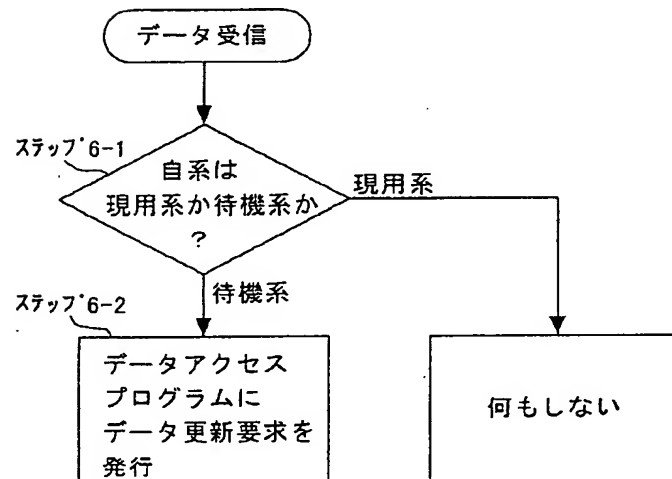 データ受信
ステップ6-1
自系は
現用系か待機系か
?
現用系
待機系
ステップ6-2
データアクセス
プログラムに
データ更新要求を
発行
何もしない